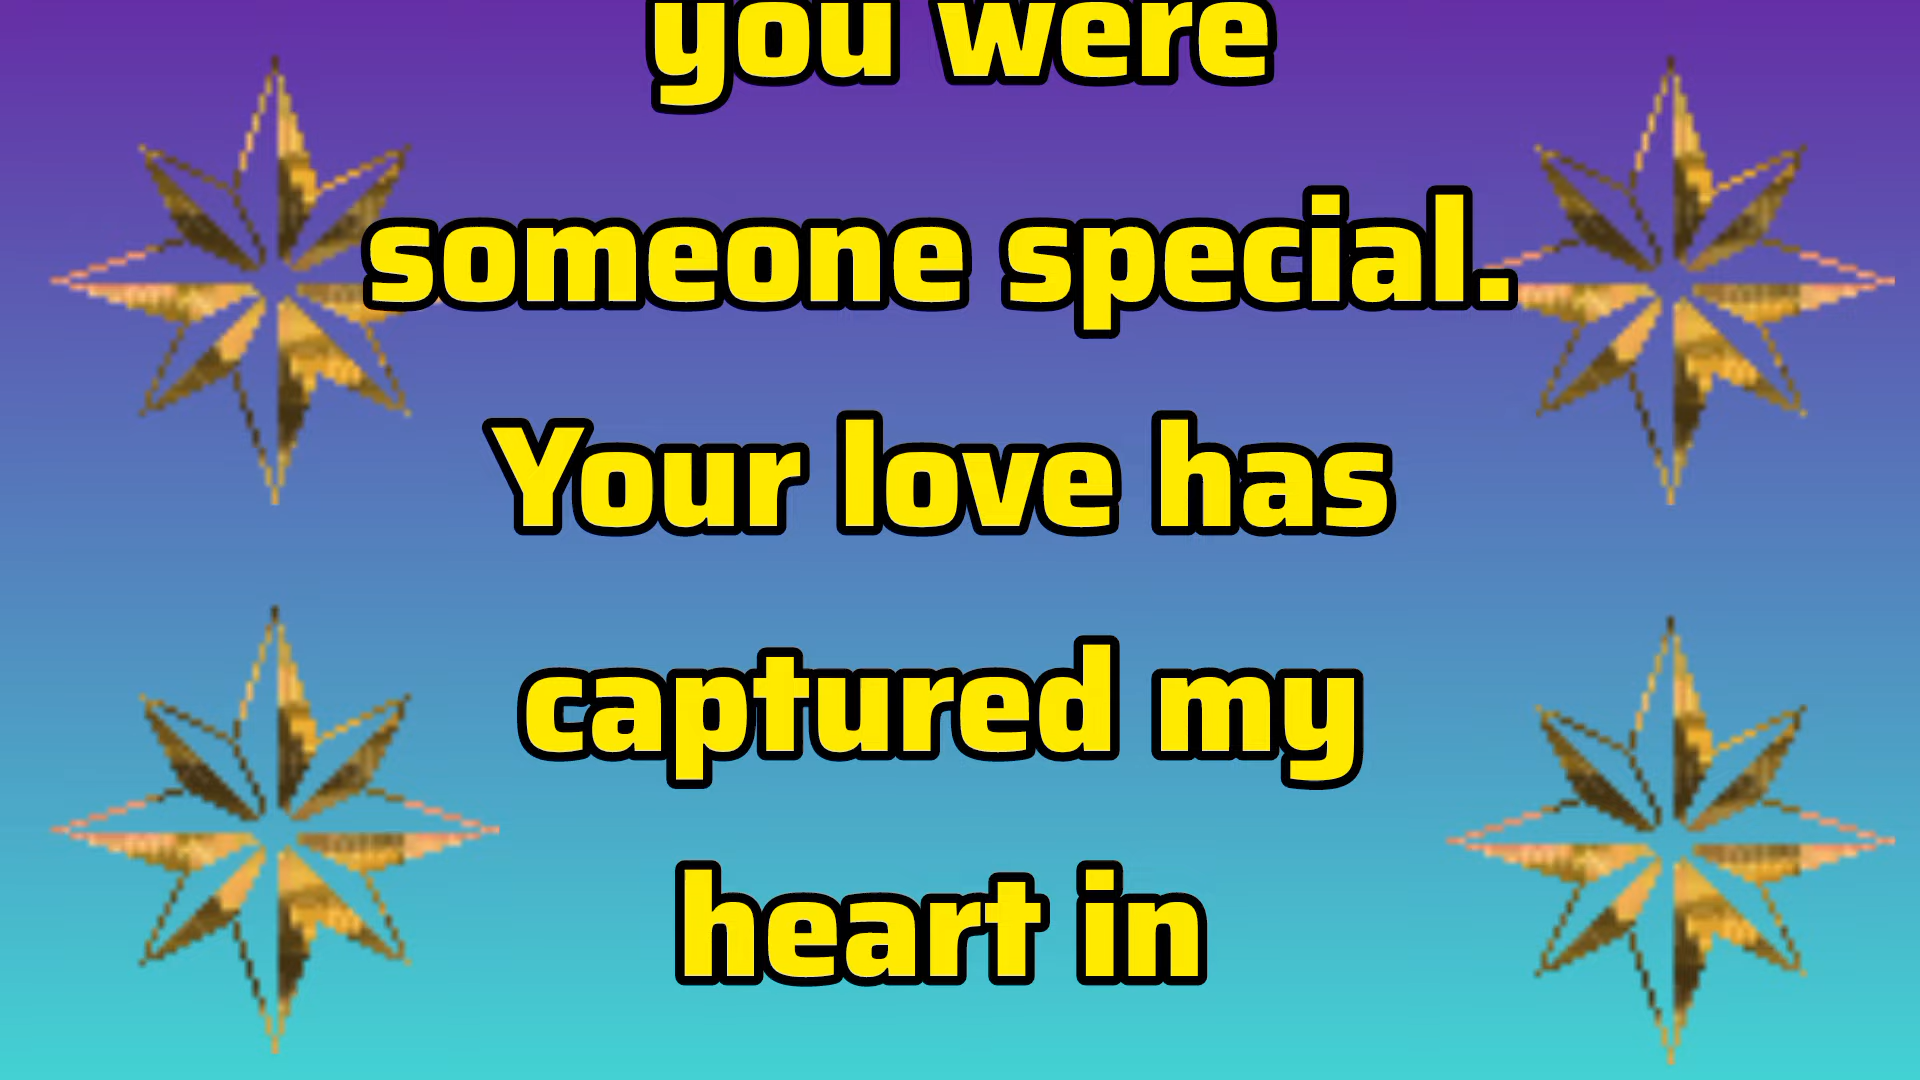 you were
someone special.
Your love has
captured my
heart in